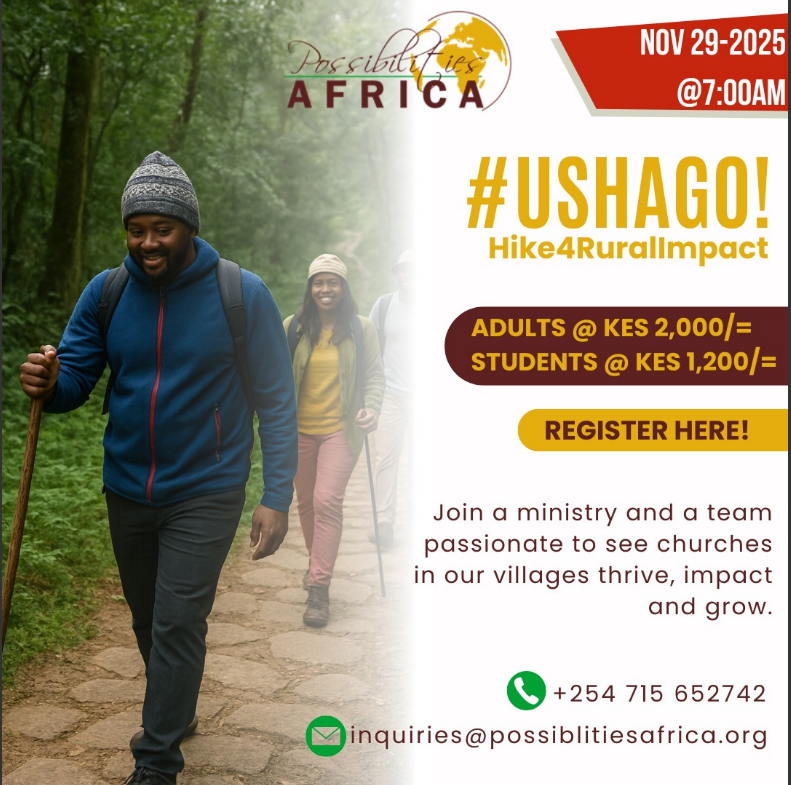 Possibilities
AFRICA
NOV 29-2025
@7:00AM
#USHAGO!
Hike4RuralImpact
ADULTS @ KES 2,000/=
STUDENTS @ KES 1,200/=
REGISTER HERE!
Join a ministry and a team
passionate to see churches
in our villages thrive, impact
and grow.
+254 715 652742
inquiries@possiblitiesafrica.org